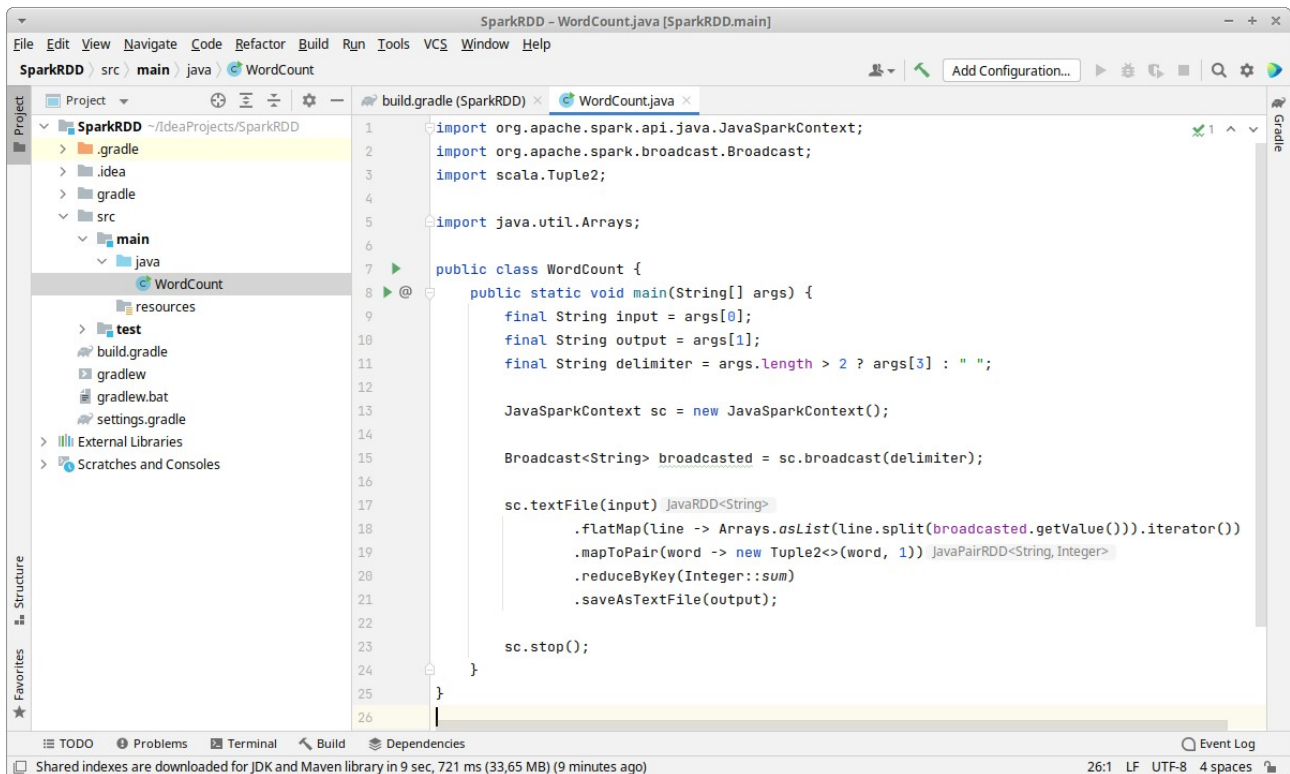 SparkRDD – WordCount.java [SparkRDD.main]
File Edit View Navigate Code Refactor Build Run Tools VCS Window Help
SparkRDD src main java WordCount
Add Configuration...
Project
build.gradle (SparkRDD)
WordCount.java
Project
Gradle
SparkRDD ~/IdeaProjects/SparkRDD
.gradle
.idea
gradle
src
main
java
WordCount
resources
test
build.gradle
gradlew
gradlew.bat
settings.gradle
External Libraries
Scratches and Consoles
1 import org.apache.spark.api.java.JavaSparkContext; 1
2 import org.apache.spark.broadcast.Broadcast;
3 import scala.Tuple2;
4
5 import java.util.Arrays;
6
7 public class WordCount {
8 @ public static void main(String[] args) {
9 final String input = args[0];
10 final String output = args[1];
11 final String delimiter = args.length > 2 ? args[3] : " ";
12
13 JavaSparkContext sc = new JavaSparkContext();
14
15 Broadcast<String> broadcasted = sc.broadcast(delimiter);
16
17 sc.textFile(input) JavaRDD<String>
18 .flatMap(line -> Arrays.asList(line.split(broadcasted.getValue())).iterator())
19 .mapToPair(word -> new Tuple2<>(word, 1)) JavaPairRDD<String, Integer>
20 .reduceByKey(Integer::sum)
21 .saveAsTextFile(output);
22
23 sc.stop();
24 }
25 }
26
Structure
Favorites
TODO Problems Terminal Build Dependencies Event Log
Shared indexes are downloaded for JDK and Maven library in 9 sec, 721 ms (33,65 MB) (9 minutes ago) 26:1 LF UTF-8 4 spaces